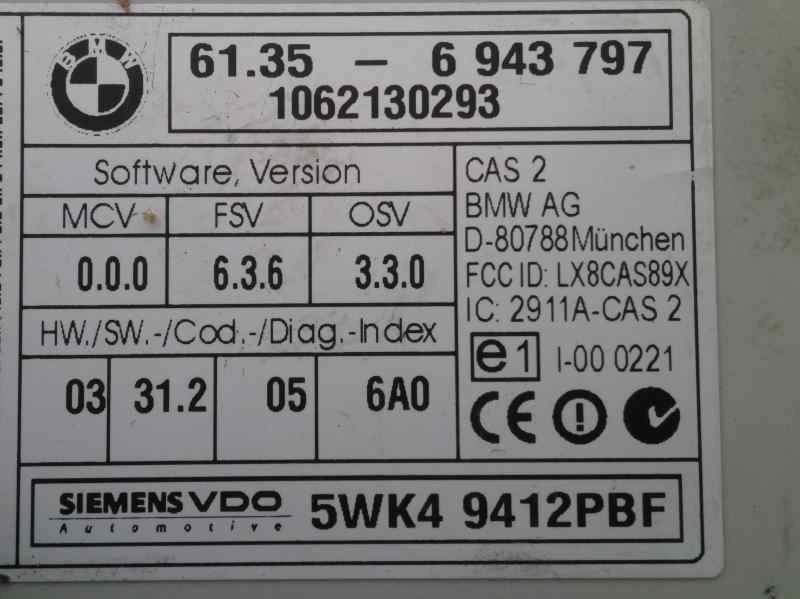 BMW
61.35 - 6 943 797
1062130293
Software, Version
MCV FSV OSV
0.0.0 6.3.6 3.3.0
HW./SW.-/Cod.-/Diag.-Index
03 31.2 05 6A0
CAS 2
BMW AG
D-80788 München
FCC ID: LX8CAS89X
IC: 2911A-CAS 2
e1 I-00 0221
CE
SIEMENS VDO
Automotive
5WK4 9412PBF